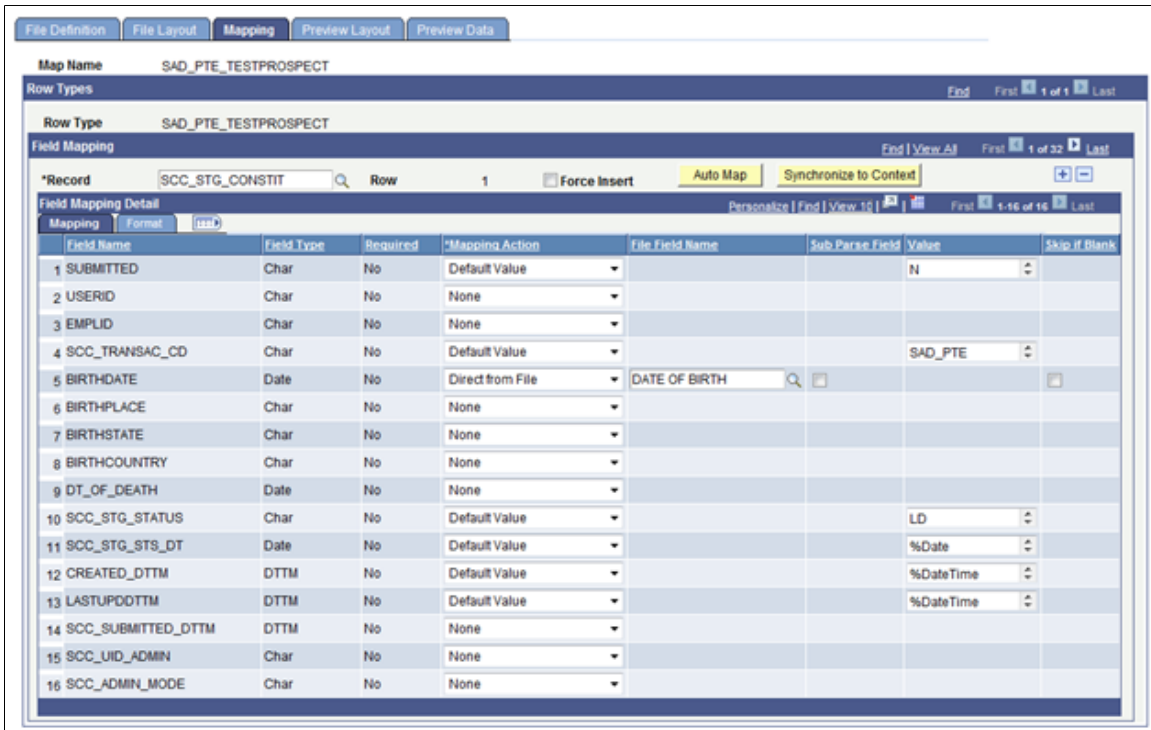 File Definition File Layout Mapping Preview Layout Preview Data
Map Name SAD_PTE_TESTPROSPECT
Row Types Find First 1 of 1 Last
Row Type SAD_PTE_TESTPROSPECT
Field Mapping Find | View All First 1 of 32 Last
*Record SCC_STG_CONSTIT Row 1 Force Insert Auto Map Synchronize to Context
Field Mapping Detail Personalize | Find | View 10 | | First 1-16 of 16 Last
Mapping Format
Field Name Field Type Required *Mapping Action File Field Name Sub Parse Field Value Skip if Blank
1 SUBMITTED Char No Default Value N
2 USERID Char No None
3 EMPLID Char No None
4 SCC_TRANSAC_CD Char No Default Value SAD_PTE
5 BIRTHDATE Date No Direct from File DATE OF BIRTH
6 BIRTHPLACE Char No None
7 BIRTHSTATE Char No None
8 BIRTHCOUNTRY Char No None
9 DT_OF_DEATH Date No None
10 SCC_STG_STATUS Char No Default Value LD
11 SCC_STG_STS_DT Date No Default Value %Date
12 CREATED_DTTM DTTM No Default Value %DateTime
13 LASTUPDDTTM DTTM No Default Value %DateTime
14 SCC_SUBMITTED_DTTM DTTM No None
15 SCC_UID_ADMIN Char No None
16 SCC_ADMIN_MODE Char No None